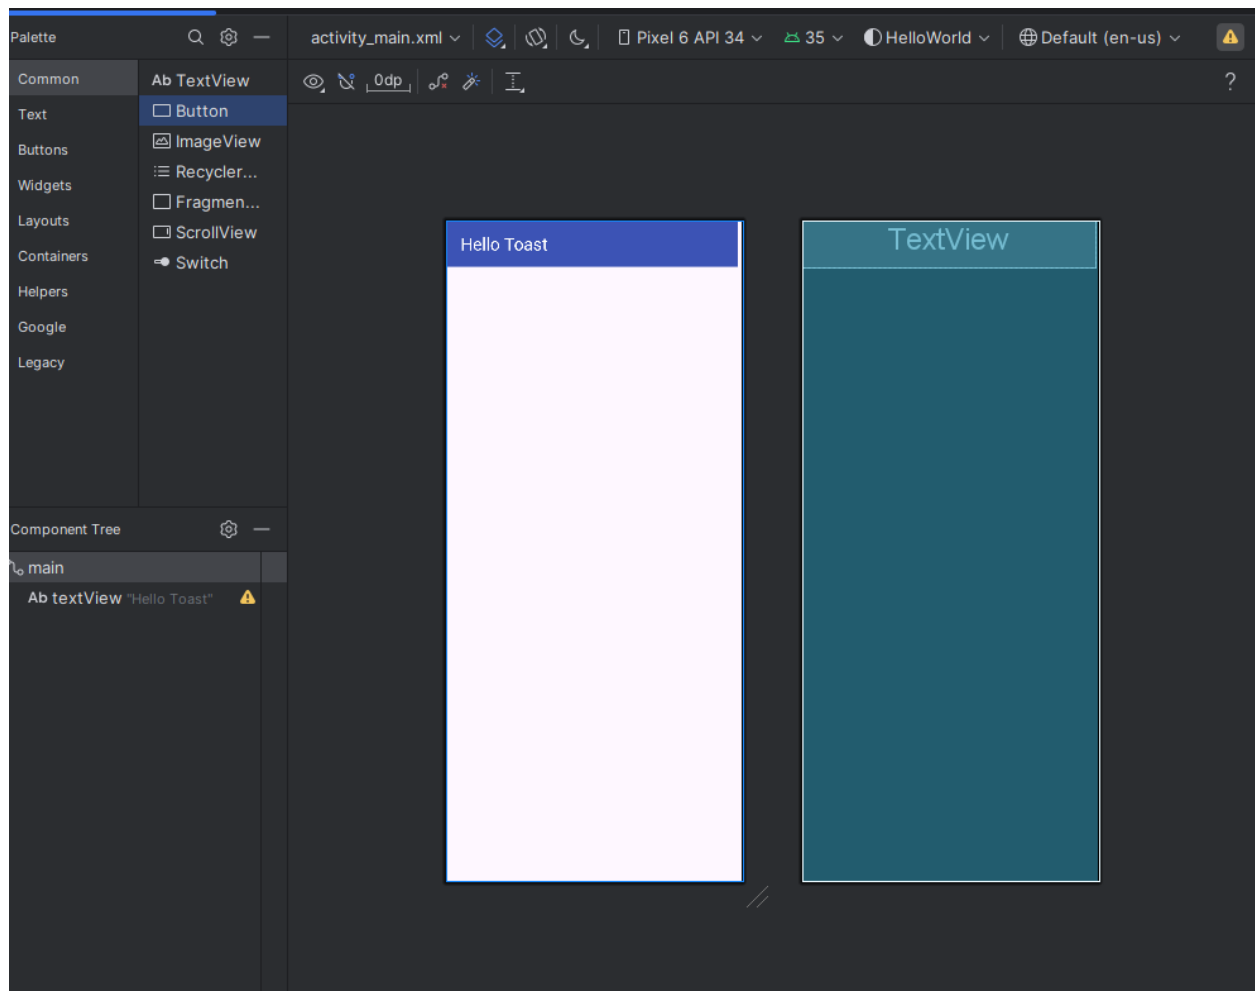 Palette
activity_main.xml
Pixel 6 API 34
35
HelloWorld
Default (en-us)
Common
Text
Buttons
Widgets
Layouts
Containers
Helpers
Google
Legacy
Ab TextView
Button
ImageView
Recycler...
Fragmen...
ScrollView
Switch
0dp
?
Hello Toast
TextView
Component Tree
main
Ab textView "Hello Toast"